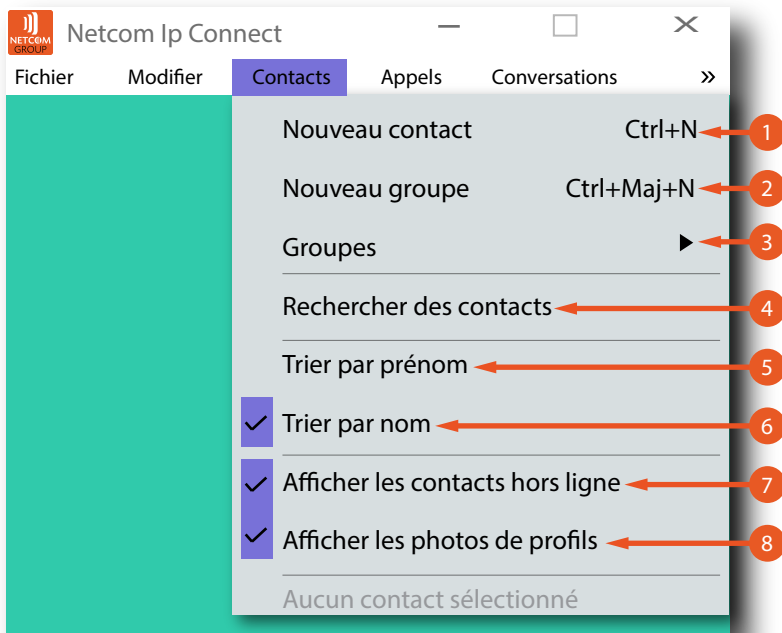 NETCOM
GROUP
Netcom Ip Connect
Fichier Modifier Contacts Appels Conversations »
Nouveau contact Ctrl+N 1
Nouveau groupe Ctrl+Maj+N 2
Groupes 3
Rechercher des contacts 4
Trier par prénom 5
Trier par nom 6
Afficher les contacts hors ligne 7
Afficher les photos de profils 8
Aucun contact sélectionné